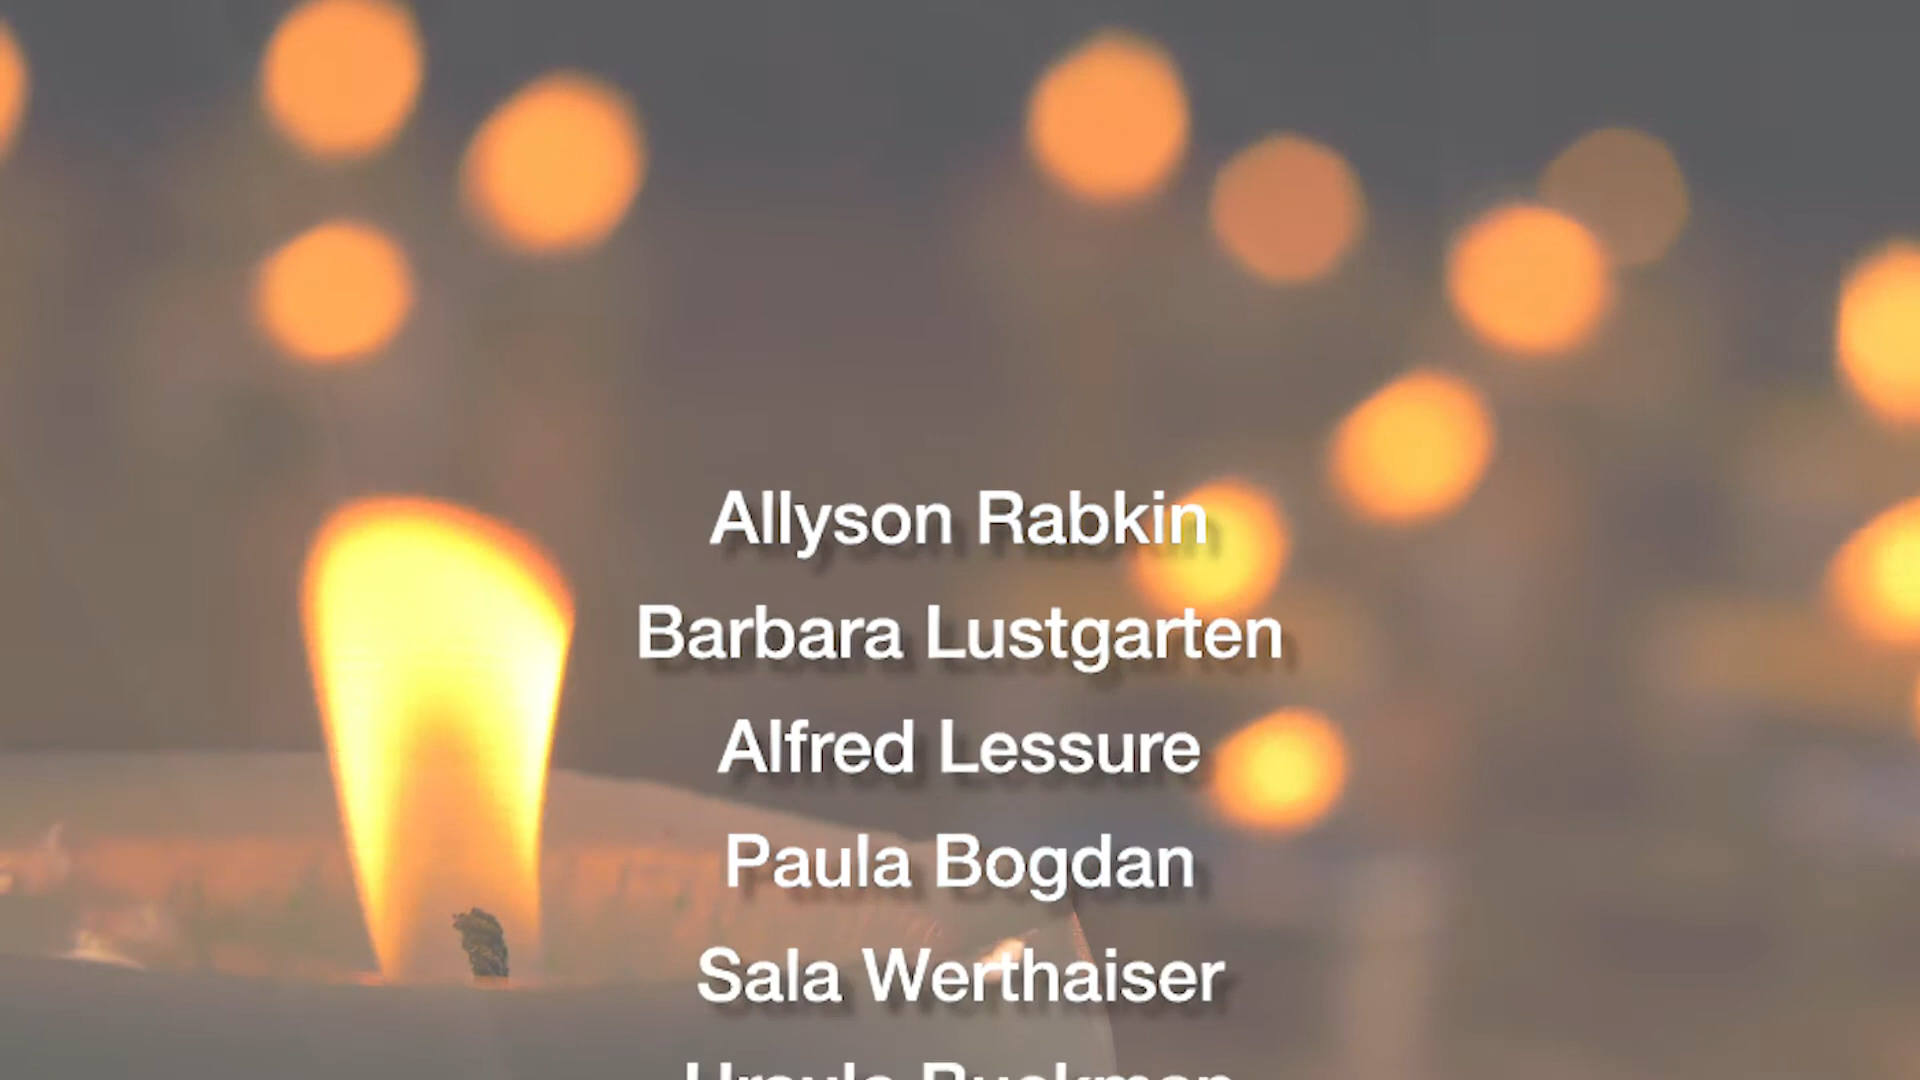 Allyson Rabkin
Barbara Lustgarten
Alfred Lessure
Paula Bogdan
Sala Werthaiser